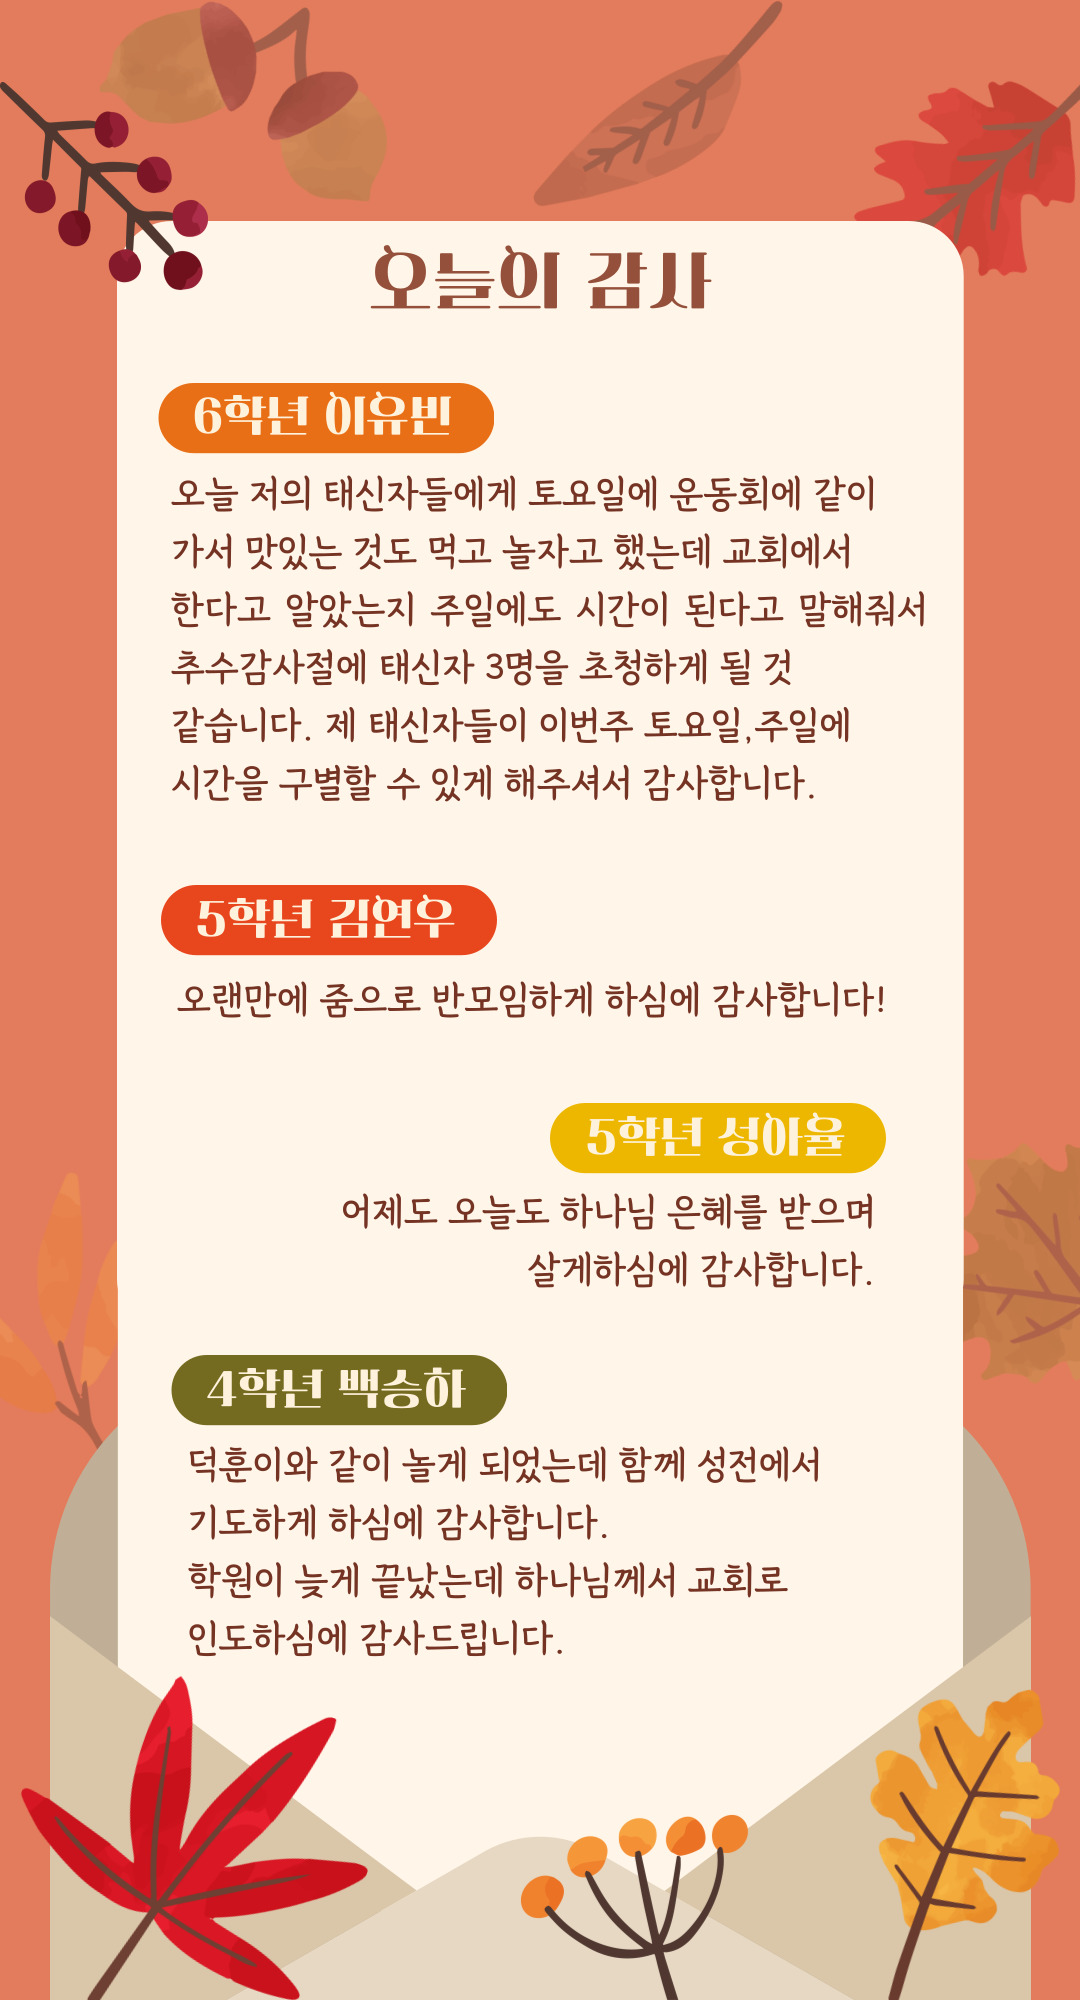 오늘의 감사
6학년 이유빈
오늘 저의 태신자들에게 토요일에 운동회에 같이
가서 맛있는 것도 먹고 놀자고 했는데 교회에서
한다고 알았는지 주일에도 시간이 된다고 말해줘서
추수감사절에 태신자 3명을 초청하게 될 것
같습니다. 제 태신자들이 이번주 토요일,주일에
시간을 구별할 수 있게 해주셔서 감사합니다.
5학년 김연우
오랜만에 줌으로 반모임하게 하심에 감사합니다!
5학년 성아율
어제도 오늘도 하나님 은혜를 받으며
살게하심에 감사합니다.
4학년 백승하
덕훈이와 같이 놀게 되었는데 함께 성전에서
기도하게 하심에 감사합니다.
학원이 늦게 끝났는데 하나님께서 교회로
인도하심에 감사드립니다.